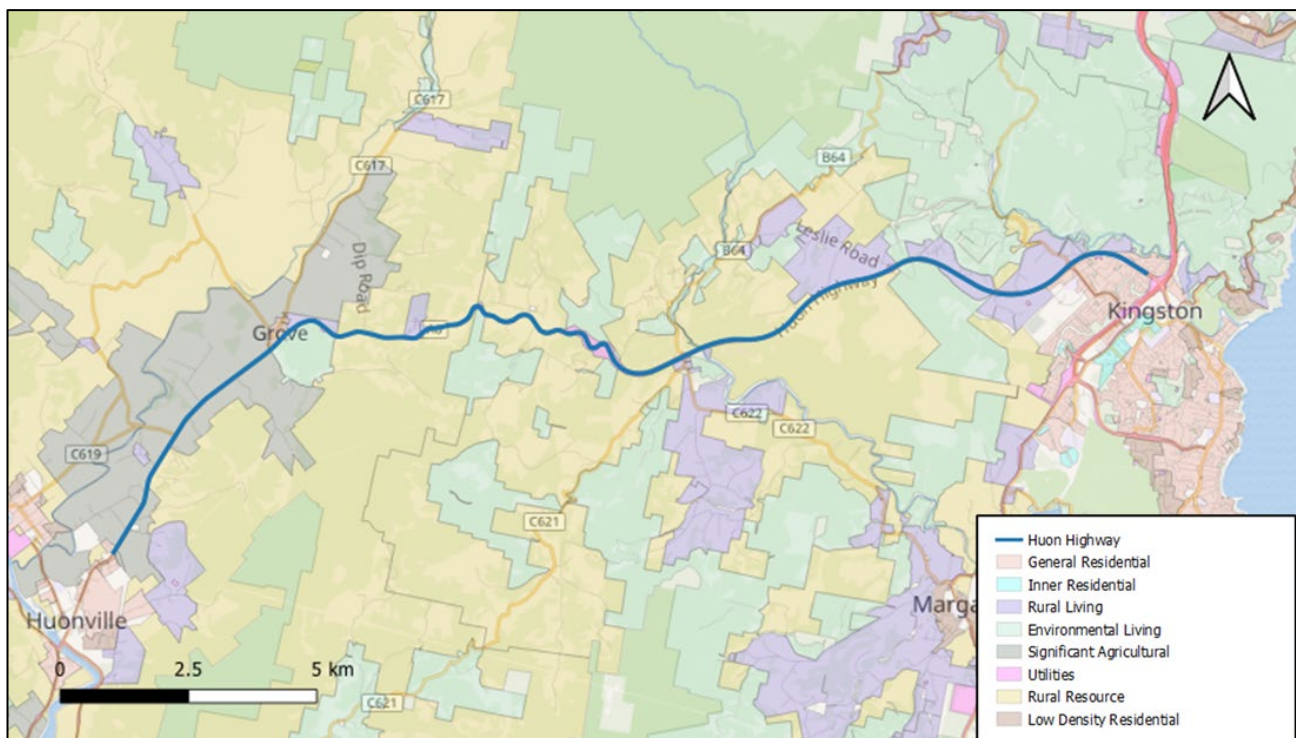 C617
C617
B64
Leslie Road
B64
Dip Road
Huon Highway
Kingston
Grove
A6
C622
C622
C619
C621
Huon Highway
General Residential
Inner Residential
Rural Living
Environmental Living
Significant Agricultural
Utilities
Rural Resource
Low Density Residential
Marga
Huonville
0 2.5 5 km
C621